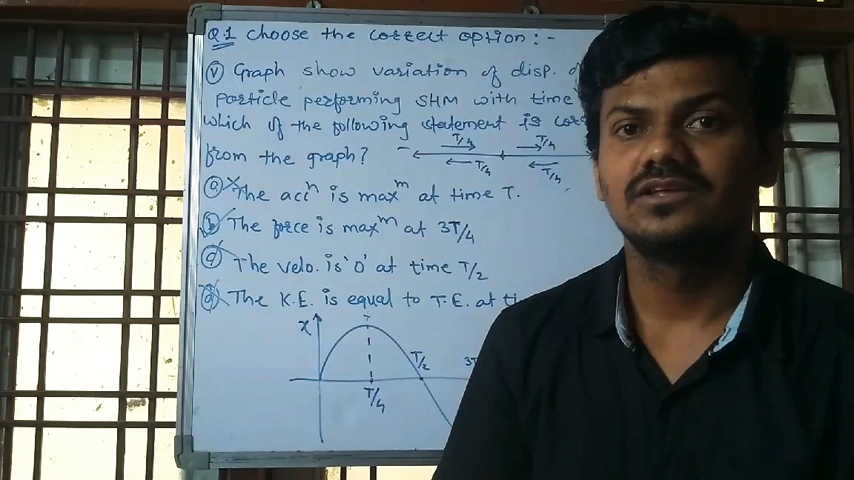 Q.1 Choose the correct option :-
(v) Graph show variation of disp. of
particle performing SHM with time
which of the following statement is
from the graph? -
T/4 T/4
T/4 T/4
(a) The accⁿ is maxᵐ at time T.
(b) The force is maxᵐ at 3T/4
The velo. is '0' at time T/2
(d) The K.E. is equal to T.E. at
x
T/2
T/4